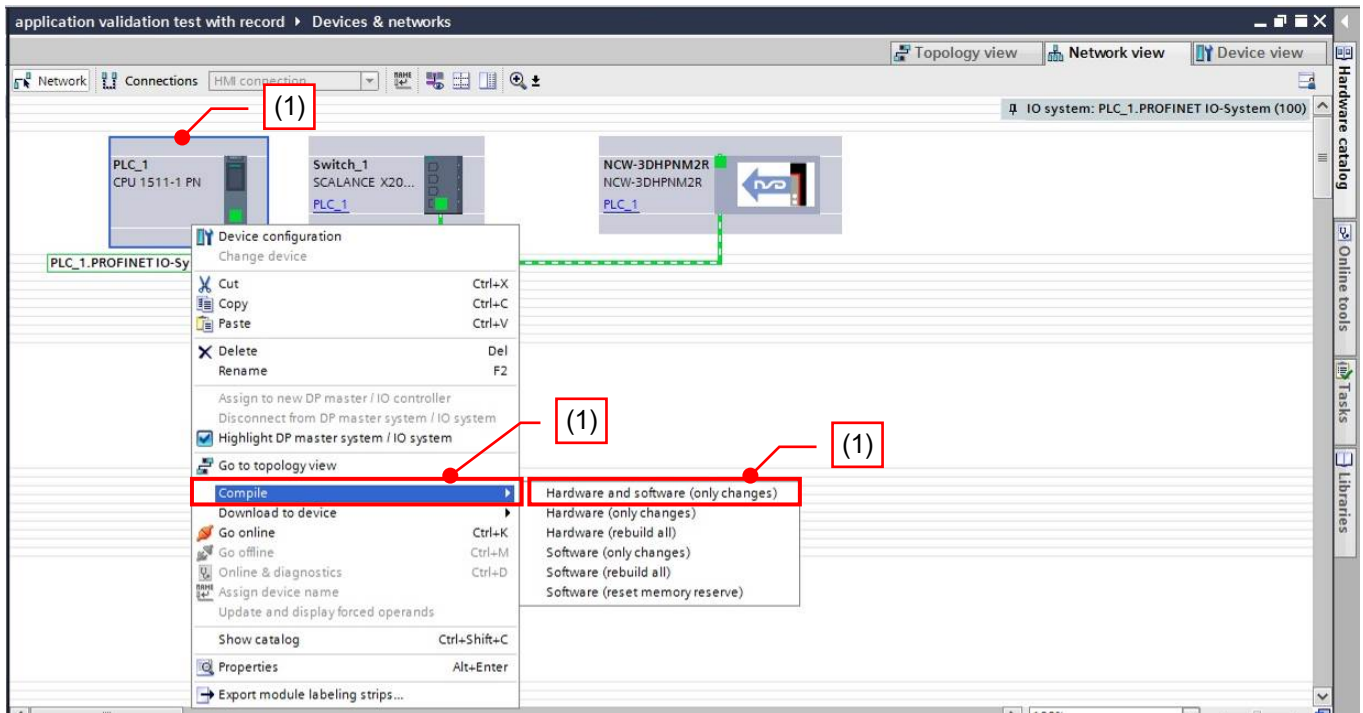 application validation test with record ▸ Devices & networks
Topology view Network view Device view
Network Connections HMI connection
(1)
IO system: PLC_1.PROFINET IO-System (100)
PLC_1
CPU 1511-1 PN
Switch_1
SCALANCE X20...
PLC_1
NCW-3DHPNM2R
NCW-3DHPNM2R
PLC_1
PLC_1.PROFINET IO-Sy
Device configuration
Change device
Cut Ctrl+X
Copy Ctrl+C
Paste Ctrl+V
Delete Del
Rename F2
Assign to new DP master / IO controller
Disconnect from DP master system / IO system
Highlight DP master system / IO system
Go to topology view
(1)
(1)
Compile
Download to device
Go online Ctrl+K
Go offline Ctrl+M
Online & diagnostics Ctrl+D
Assign device name
Update and display forced operands
Show catalog Ctrl+Shift+C
Properties Alt+Enter
Export module labeling strips...
Hardware and software (only changes)
Hardware (only changes)
Hardware (rebuild all)
Software (only changes)
Software (rebuild all)
Software (reset memory reserve)
Hardware catalog
Online tools
Tasks
Libraries